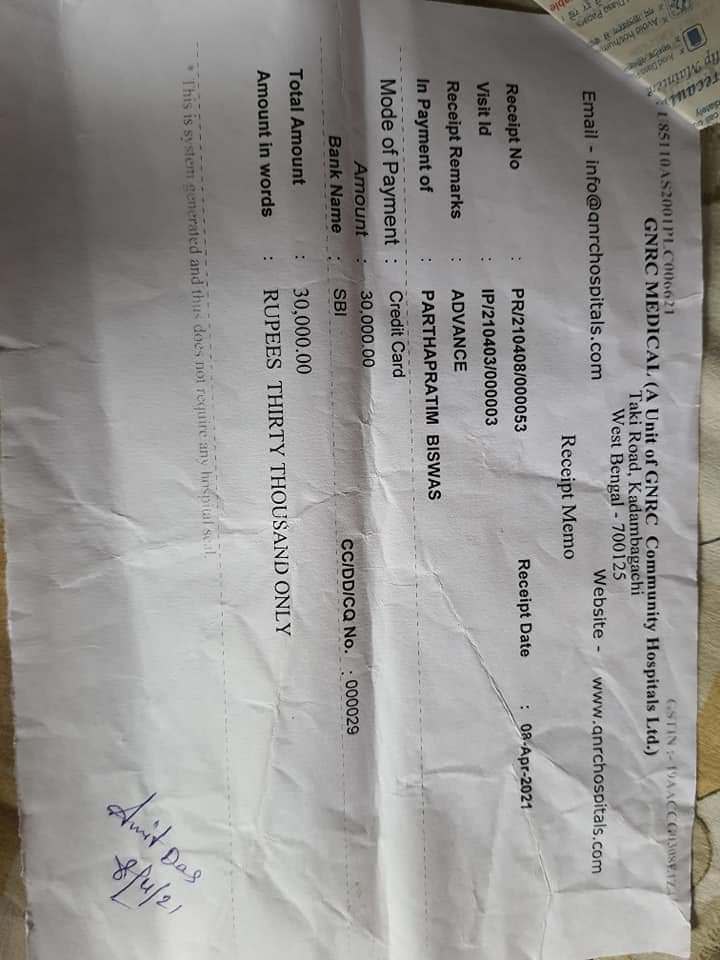 : L85110AS2001PLC006621
GSTIN :- 19AACCG0308
GNRC MEDICAL (A Unit of GNRC Community Hospitals Ltd.)
Taki Road, Kadambagachi
West Bengal - 700125
Email - info@gnrchospitals.com Website - www.gnrchospitals.com
Receipt Memo
Receipt No : PR/210408/000053 Receipt Date : 08-Apr-2021
Visit Id : IP/210403/000003
Receipt Remarks : ADVANCE
In Payment of : PARTHAPRATIM BISWAS
Mode of Payment : Credit Card
Amount : 30,000.00
Bank Name : SBI CC/DD/CQ No. : 000029
Total Amount : 30,000.00
Amount in words : RUPEES THIRTY THOUSAND ONLY
* This is system generated and thus does not require any hospital seal.
Amit Das
8/4/21